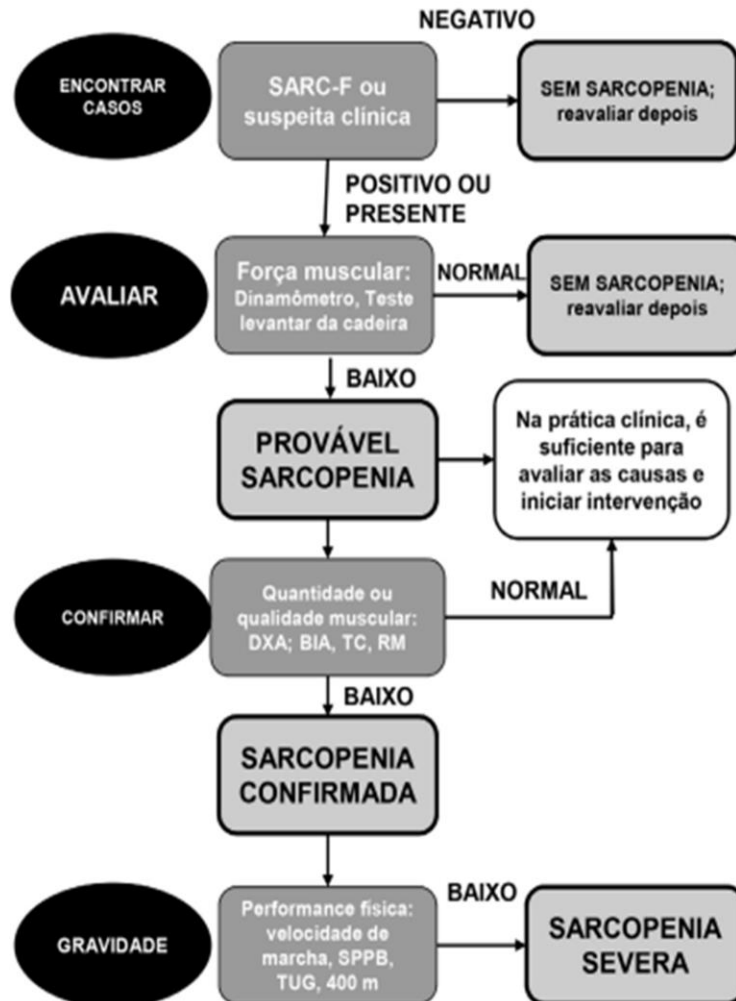 NEGATIVO
ENCONTRAR
CASOS
SARC-F ou
suspeita clínica
SEM SARCOPENIA;
reavaliar depois
POSITIVO OU
PRESENTE
AVALIAR
Força muscular:
Dinamômetro, Teste
levantar da cadeira
NORMAL
SEM SARCOPENIA;
reavaliar depois
BAIXO
PROVÁVEL
SARCOPENIA
Na prática clínica, é
suficiente para
avaliar as causas e
iniciar intervenção
CONFIRMAR
Quantidade ou
qualidade muscular:
DXA; BIA, TC, RM
NORMAL
BAIXO
SARCOPENIA
CONFIRMADA
GRAVIDADE
Performance física:
velocidade de
marcha, SPPB,
TUG, 400 m
BAIXO
SARCOPENIA
SEVERA